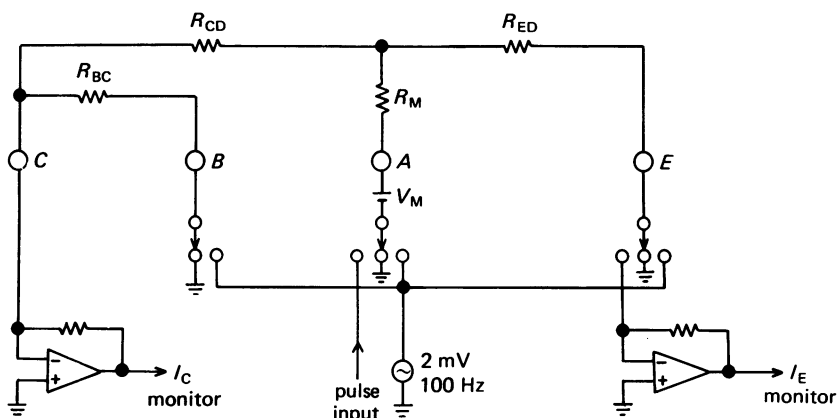 R_CD
R_ED
R_BC
R_M
C
B
A
E
V_M
2 mV
100 Hz
I_C
monitor
pulse
input
I_E
monitor